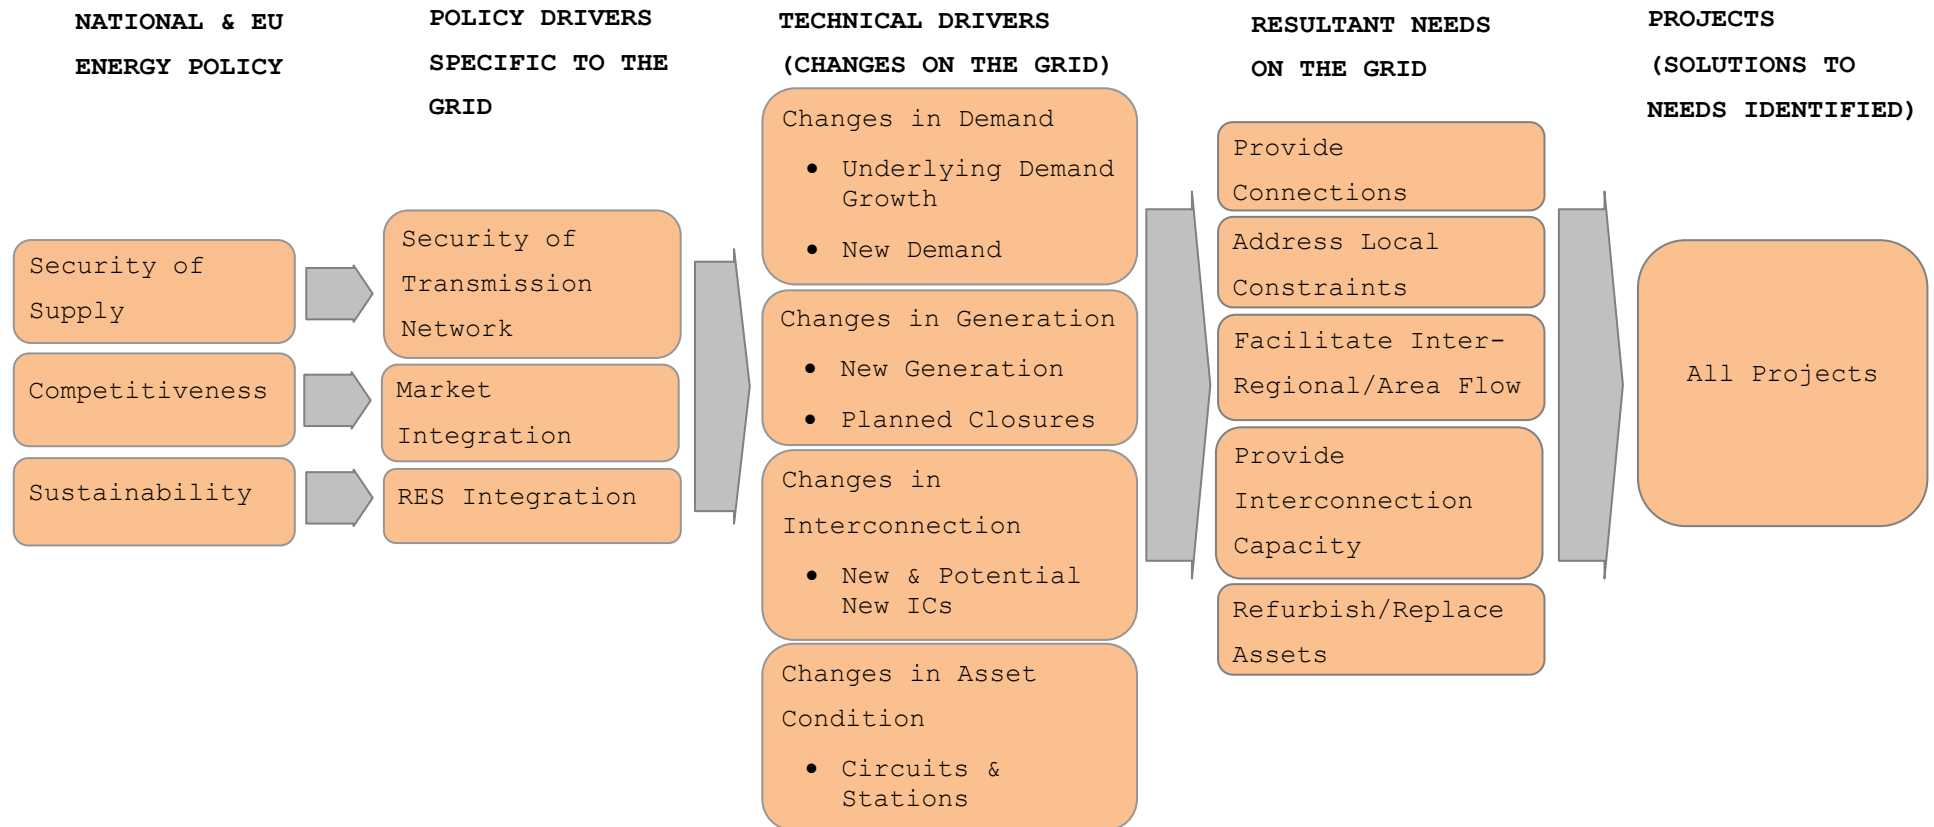 NATIONAL & EU
ENERGY POLICY
POLICY DRIVERS
SPECIFIC TO THE
GRID
TECHNICAL DRIVERS
(CHANGES ON THE GRID)
RESULTANT NEEDS
ON THE GRID
PROJECTS
(SOLUTIONS TO
NEEDS IDENTIFIED)
Security of
Supply
Competitiveness
Sustainability
Security of
Transmission
Network
Market
Integration
RES Integration
Changes in Demand
• Underlying Demand
Growth
• New Demand
Changes in Generation
• New Generation
• Planned Closures
Changes in
Interconnection
• New & Potential
New ICs
Changes in Asset
Condition
• Circuits &
Stations
Provide
Connections
Address Local
Constraints
Facilitate Inter-
Regional/Area Flow
Provide
Interconnection
Capacity
Refurbish/Replace
Assets
All Projects